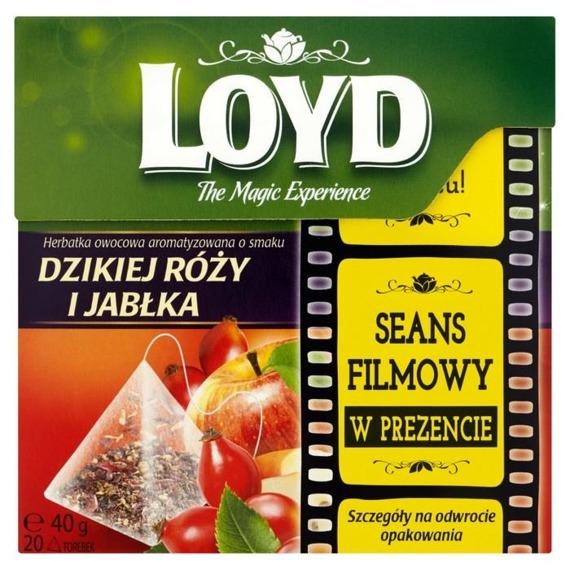 LOYD
The Magic Experience
Herbatka owocowa aromatyzowana o smaku
DZIKIEJ RÓŻY
I JABŁKA
SEANS
FILMOWY
W PREZENCIE
Szczegóły na odwrocie
opakowania
℮ 40 g
20 TOREBEK